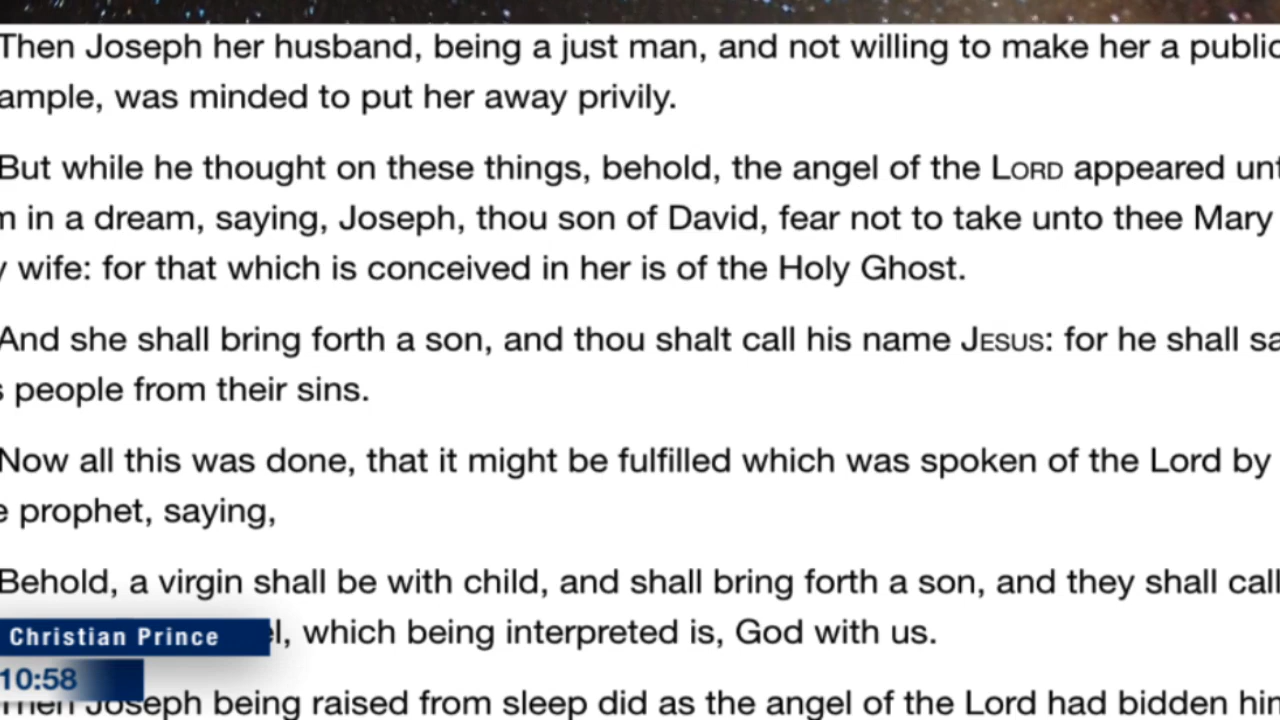 Then Joseph her husband, being a just man, and not willing to make her a public
ample, was minded to put her away privily.
But while he thought on these things, behold, the angel of the LORD appeared unt
m in a dream, saying, Joseph, thou son of David, fear not to take unto thee Mary
wife: for that which is conceived in her is of the Holy Ghost.
And she shall bring forth a son, and thou shalt call his name JESUS: for he shall sa
s people from their sins.
Now all this was done, that it might be fulfilled which was spoken of the Lord by
e prophet, saying,
Behold, a virgin shall be with child, and shall bring forth a son, and they shall call
Christian Prince
l, which being interpreted is, God with us.
10:58
Then Joseph being raised from sleep did as the angel of the Lord had bidden him